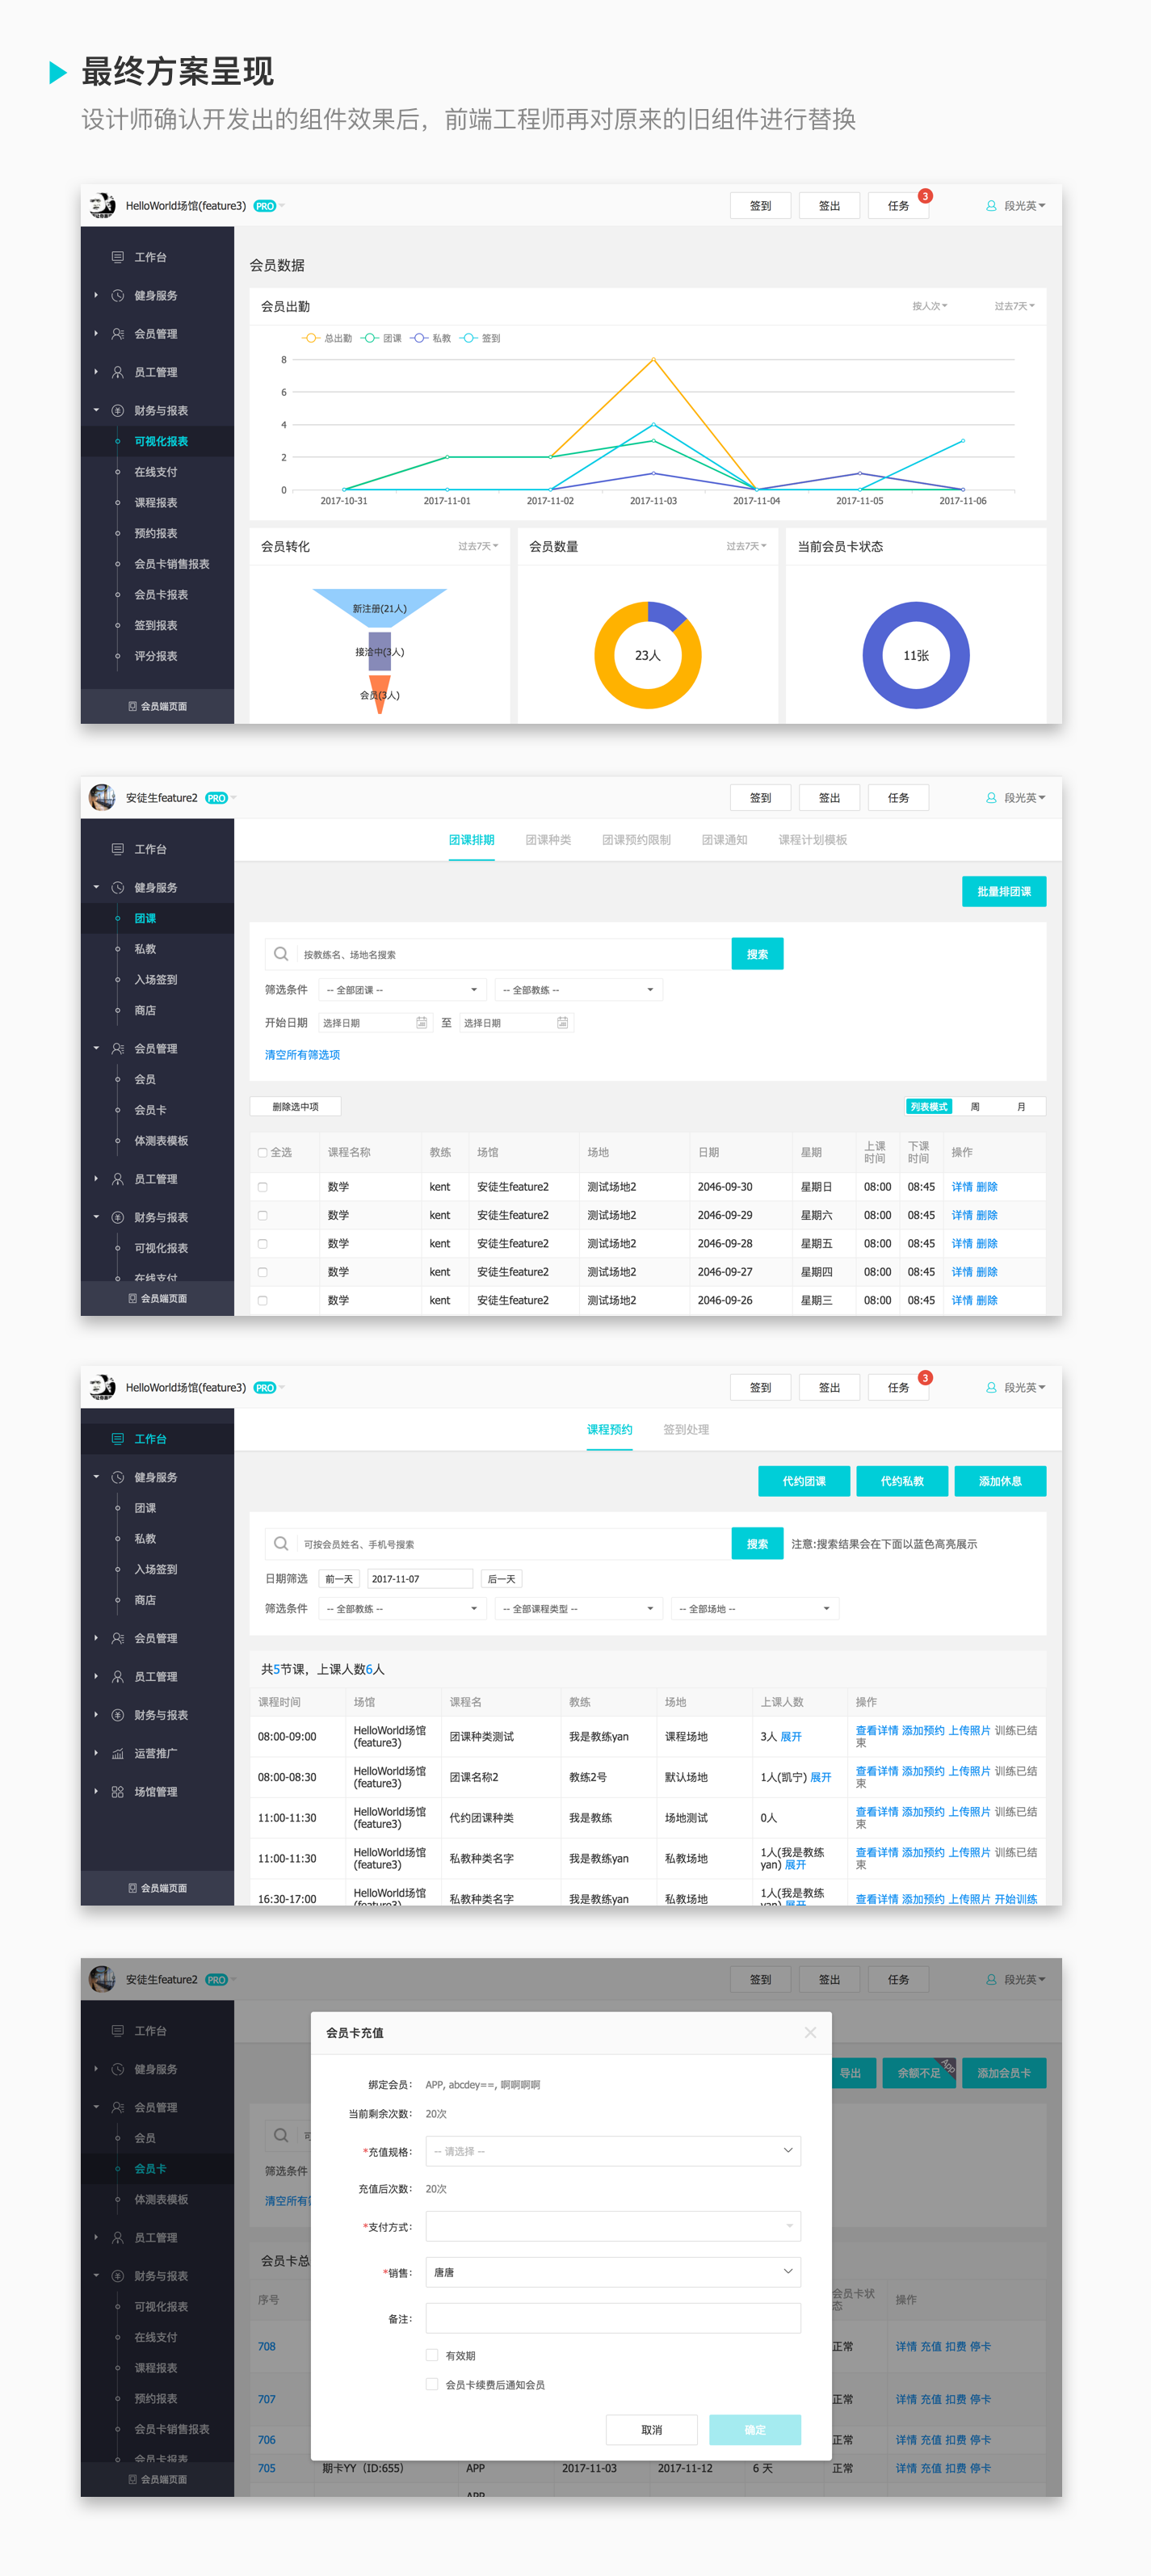 最终方案呈现
设计师确认开发出的组件效果后，前端工程师再对原来的旧组件进行替换
HelloWorld场馆(feature3) PRO 签到 签出 任务 3 段光英
工作台
健身服务
会员管理
员工管理
财务与报表
可视化报表
在线支付
课程报表
预约报表
会员卡销售报表
会员卡报表
签到报表
评分报表
会员端页面
会员数据
会员出勤 按人次 过去7天
总出勤 团课 私教 签到
8
6
4
2
0
2017-10-31 2017-11-01 2017-11-02 2017-11-03 2017-11-04 2017-11-05 2017-11-06
会员转化 过去7天
新注册(21人)
接洽中(3人)
会员(3人)
会员数量 过去7天
23人
当前会员卡状态
11张
安徒生feature2 PRO 签到 签出 任务 段光英
工作台
健身服务
团课
私教
入场签到
商店
会员管理
会员
会员卡
体测表模板
员工管理
财务与报表
可视化报表
在线支付
会员端页面
团课排期 团课种类 团课预约限制 团课通知 课程计划模板
批量排团课
按教练名、场地名搜索 搜索
筛选条件 -- 全部团课 -- -- 全部教练 --
开始日期 选择日期 至 选择日期
清空所有筛选项
删除选中项 列表模式 周 月
全选 课程名称 教练 场馆 场地 日期 星期 上课时间 下课时间 操作
数学 kent 安徒生feature2 测试场地2 2046-09-30 星期日 08:00 08:45 详情 删除
数学 kent 安徒生feature2 测试场地2 2046-09-29 星期六 08:00 08:45 详情 删除
数学 kent 安徒生feature2 测试场地2 2046-09-28 星期五 08:00 08:45 详情 删除
数学 kent 安徒生feature2 测试场地2 2046-09-27 星期四 08:00 08:45 详情 删除
数学 kent 安徒生feature2 测试场地2 2046-09-26 星期三 08:00 08:45 详情 删除
HelloWorld场馆(feature3) PRO 签到 签出 任务 3 段光英
工作台
健身服务
团课
私教
入场签到
商店
会员管理
员工管理
财务与报表
运营推广
场馆管理
会员端页面
课程预约 签到处理
代约团课 代约私教 添加休息
可按会员姓名、手机号搜索 搜索 注意:搜索结果会在下面以蓝色高亮展示
日期筛选 前一天 2017-11-07 后一天
筛选条件 -- 全部教练 -- -- 全部课程类型 -- -- 全部场地 --
共5节课，上课人数6人
课程时间 场馆 课程名 教练 场地 上课人数 操作
08:00-09:00 HelloWorld场馆(feature3) 团课种类测试 我是教练yan 课程场地 3人 展开 查看详情 添加预约 上传照片 训练已结束
08:00-08:30 HelloWorld场馆(feature3) 团课名称2 教练2号 默认场地 1人(凯宁) 展开 查看详情 添加预约 上传照片 训练已结束
11:00-11:30 HelloWorld场馆(feature3) 代约团课种类 我是教练 场地测试 0人 查看详情 添加预约 上传照片 训练已结束
11:00-11:30 HelloWorld场馆(feature3) 私教种类名字 我是教练yan 私教场地 1人(我是教练yan) 展开 查看详情 添加预约 上传照片 训练已结束
16:30-17:00 HelloWorld场馆(feature3) 私教种类名字 我是教练yan 私教场地 1人(我是教练yan) 展开 查看详情 添加预约 上传照片 开始训练
安徒生feature2 PRO 签到 签出 任务 段光英
工作台
健身服务
会员管理
会员
会员卡
体测表模板
员工管理
财务与报表
可视化报表
在线支付
课程报表
预约报表
会员卡销售报表
会员卡报表
会员端页面
导出 余额不足 App 添加会员卡
筛选条件
清空所有
会员卡总
序号 会员卡状态 操作
708 正常 详情 充值 扣费 停卡
707 正常 详情 充值 扣费 停卡
706 正常 详情 充值 扣费 停卡
705 期卡YY（ID:655） APP 2017-11-03 2017-11-12 6 天 正常 详情 充值 扣费 停卡
APP
会员卡充值
绑定会员： APP, abcdey==, 啊啊啊啊
当前剩余次数： 20次
*充值规格： -- 请选择 --
充值后次数： 20次
*支付方式：
*销售： 唐唐
备注：
有效期
会员卡续费后通知会员
取消 确定